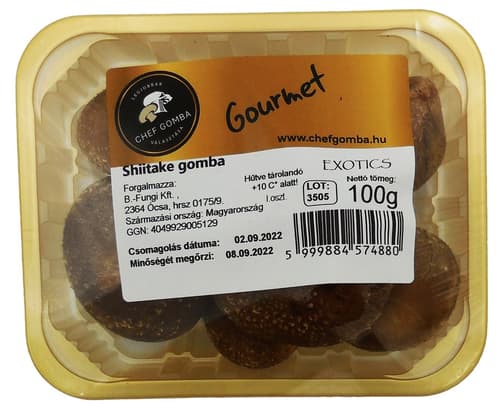 LEGJOBBAK
CHEF GOMBA
VÁLASZTÁSA
Gourmet
www.chefgomba.hu
Shiitake gomba
EXOTICS
Forgalmazza:
B.-Fungi Kft. ,
2364 Ócsa, hrsz 0175/9.
Származási ország: Magyarország
GGN: 4049929005129
Hűtve tárolandó
+10 C° alatt!
I.oszt.
LOT:
3505
Nettó tömeg:
100g
Csomagolás dátuma: 02.09.2022
Minőségét megőrzi: 08.09.2022
5 999884 574880